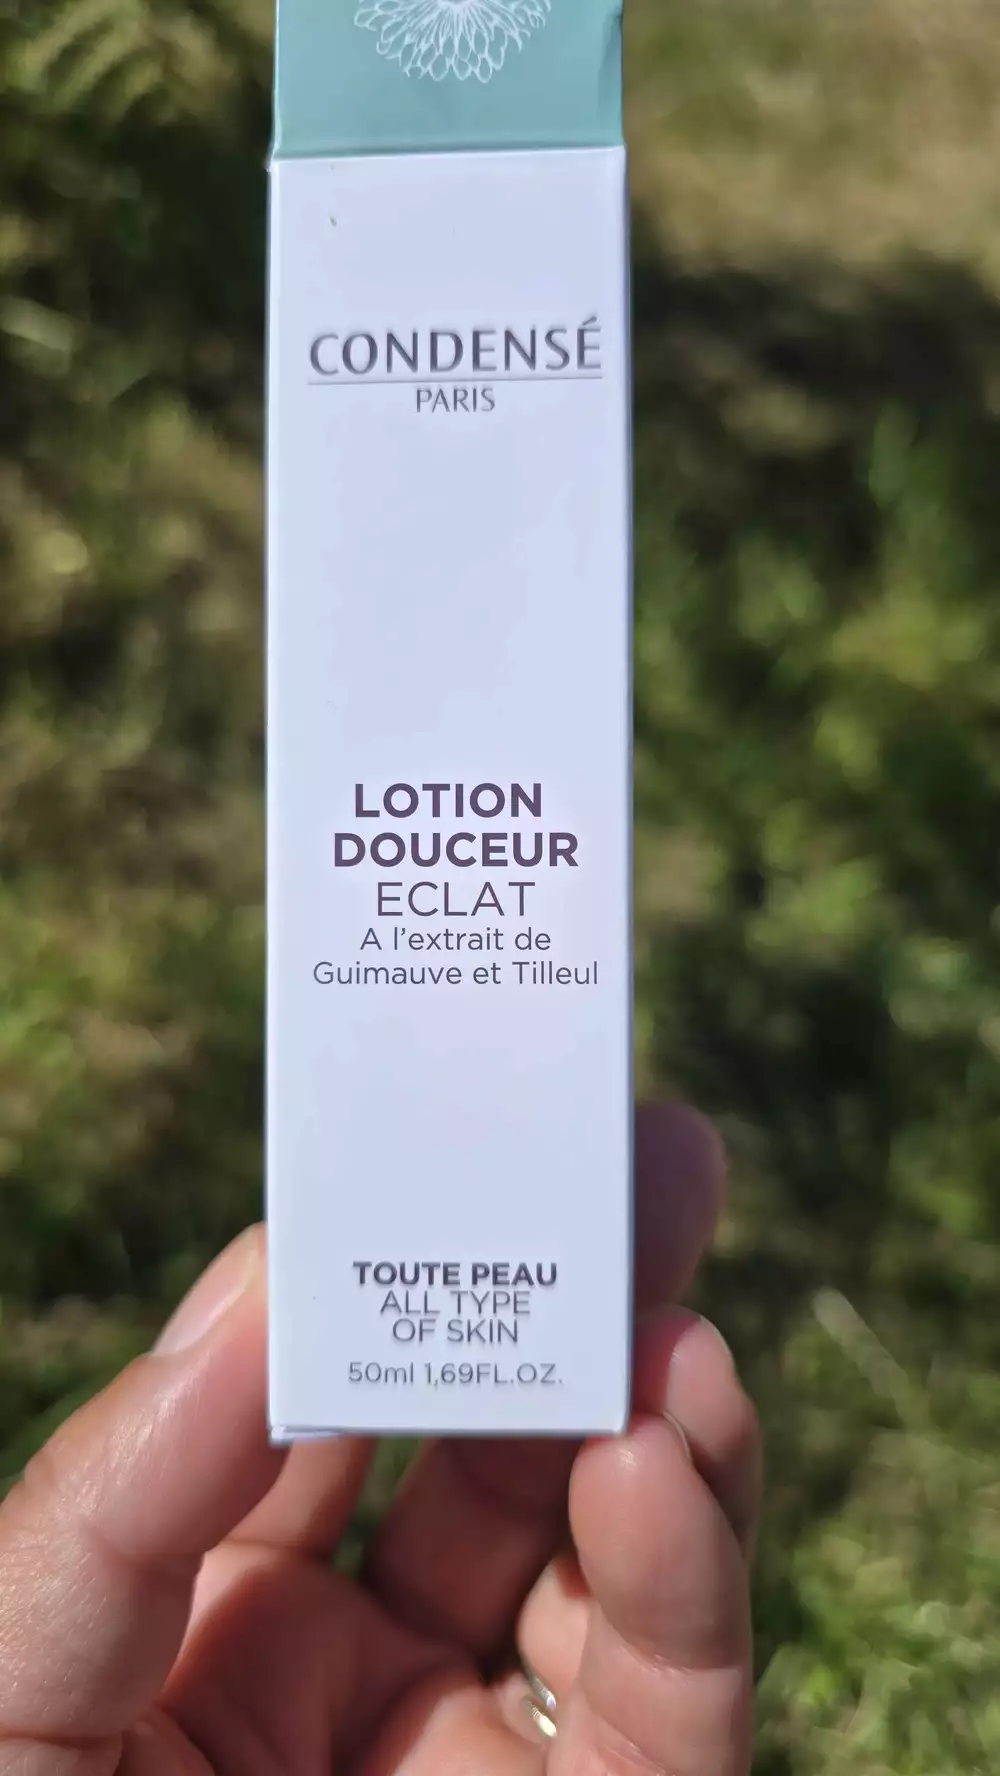 CONDENSÉ
PARIS
LOTION
DOUCEUR
ECLAT
A l'extrait de
Guimauve et Tilleul
TOUTE PEAU
ALL TYPE
OF SKIN
50ml 1,69FL.OZ.